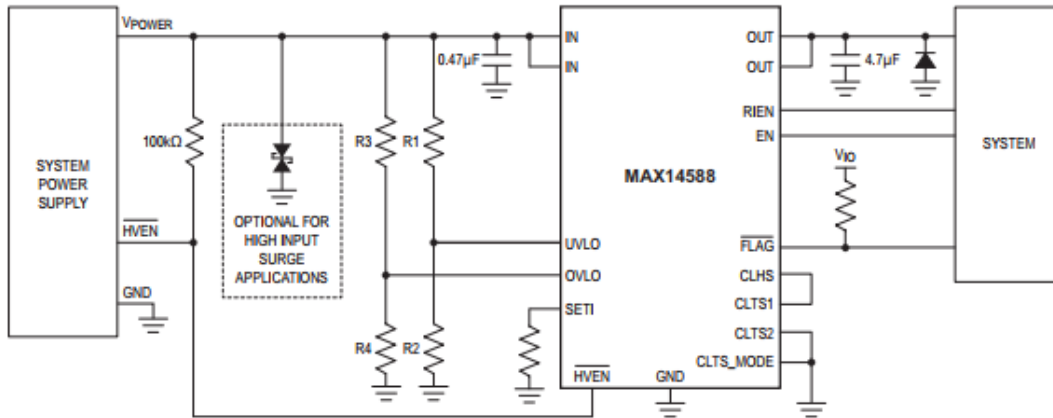 VPOWER
SYSTEM
POWER
SUPPLY
HVEN
GND
100kΩ
OPTIONAL FOR
HIGH INPUT
SURGE
APPLICATIONS
R3
R1
R4
R2
0.47µF
IN
IN
UVLO
OVLO
SETI
HVEN
GND
MAX14588
OUT
OUT
RIEN
EN
FLAG
CLHS
CLTS1
CLTS2
CLTS_MODE
4.7µF
VIO
SYSTEM